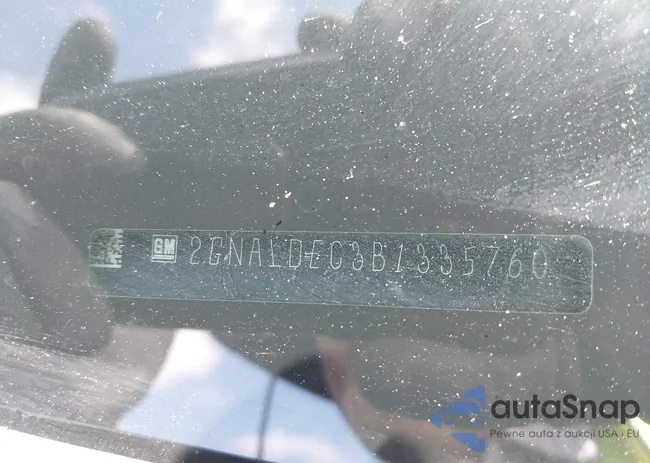 GM 2GNALDEC3B1335760
autaSnap
Pewne auta z aukcji USA i EU